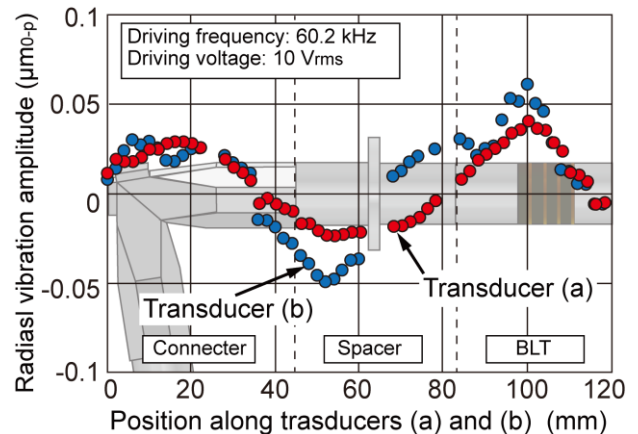 Driving frequency: 60.2 kHz
Driving voltage: 10 Vrms
Radiasl vibration amplitude (μm0-p)
0.1
0.05
0
-0.05
-0.1
Transducer (b)
Transducer (a)
Connecter
Spacer
BLT
0 20 40 60 80 100 120
Position along trasducers (a) and (b) (mm)